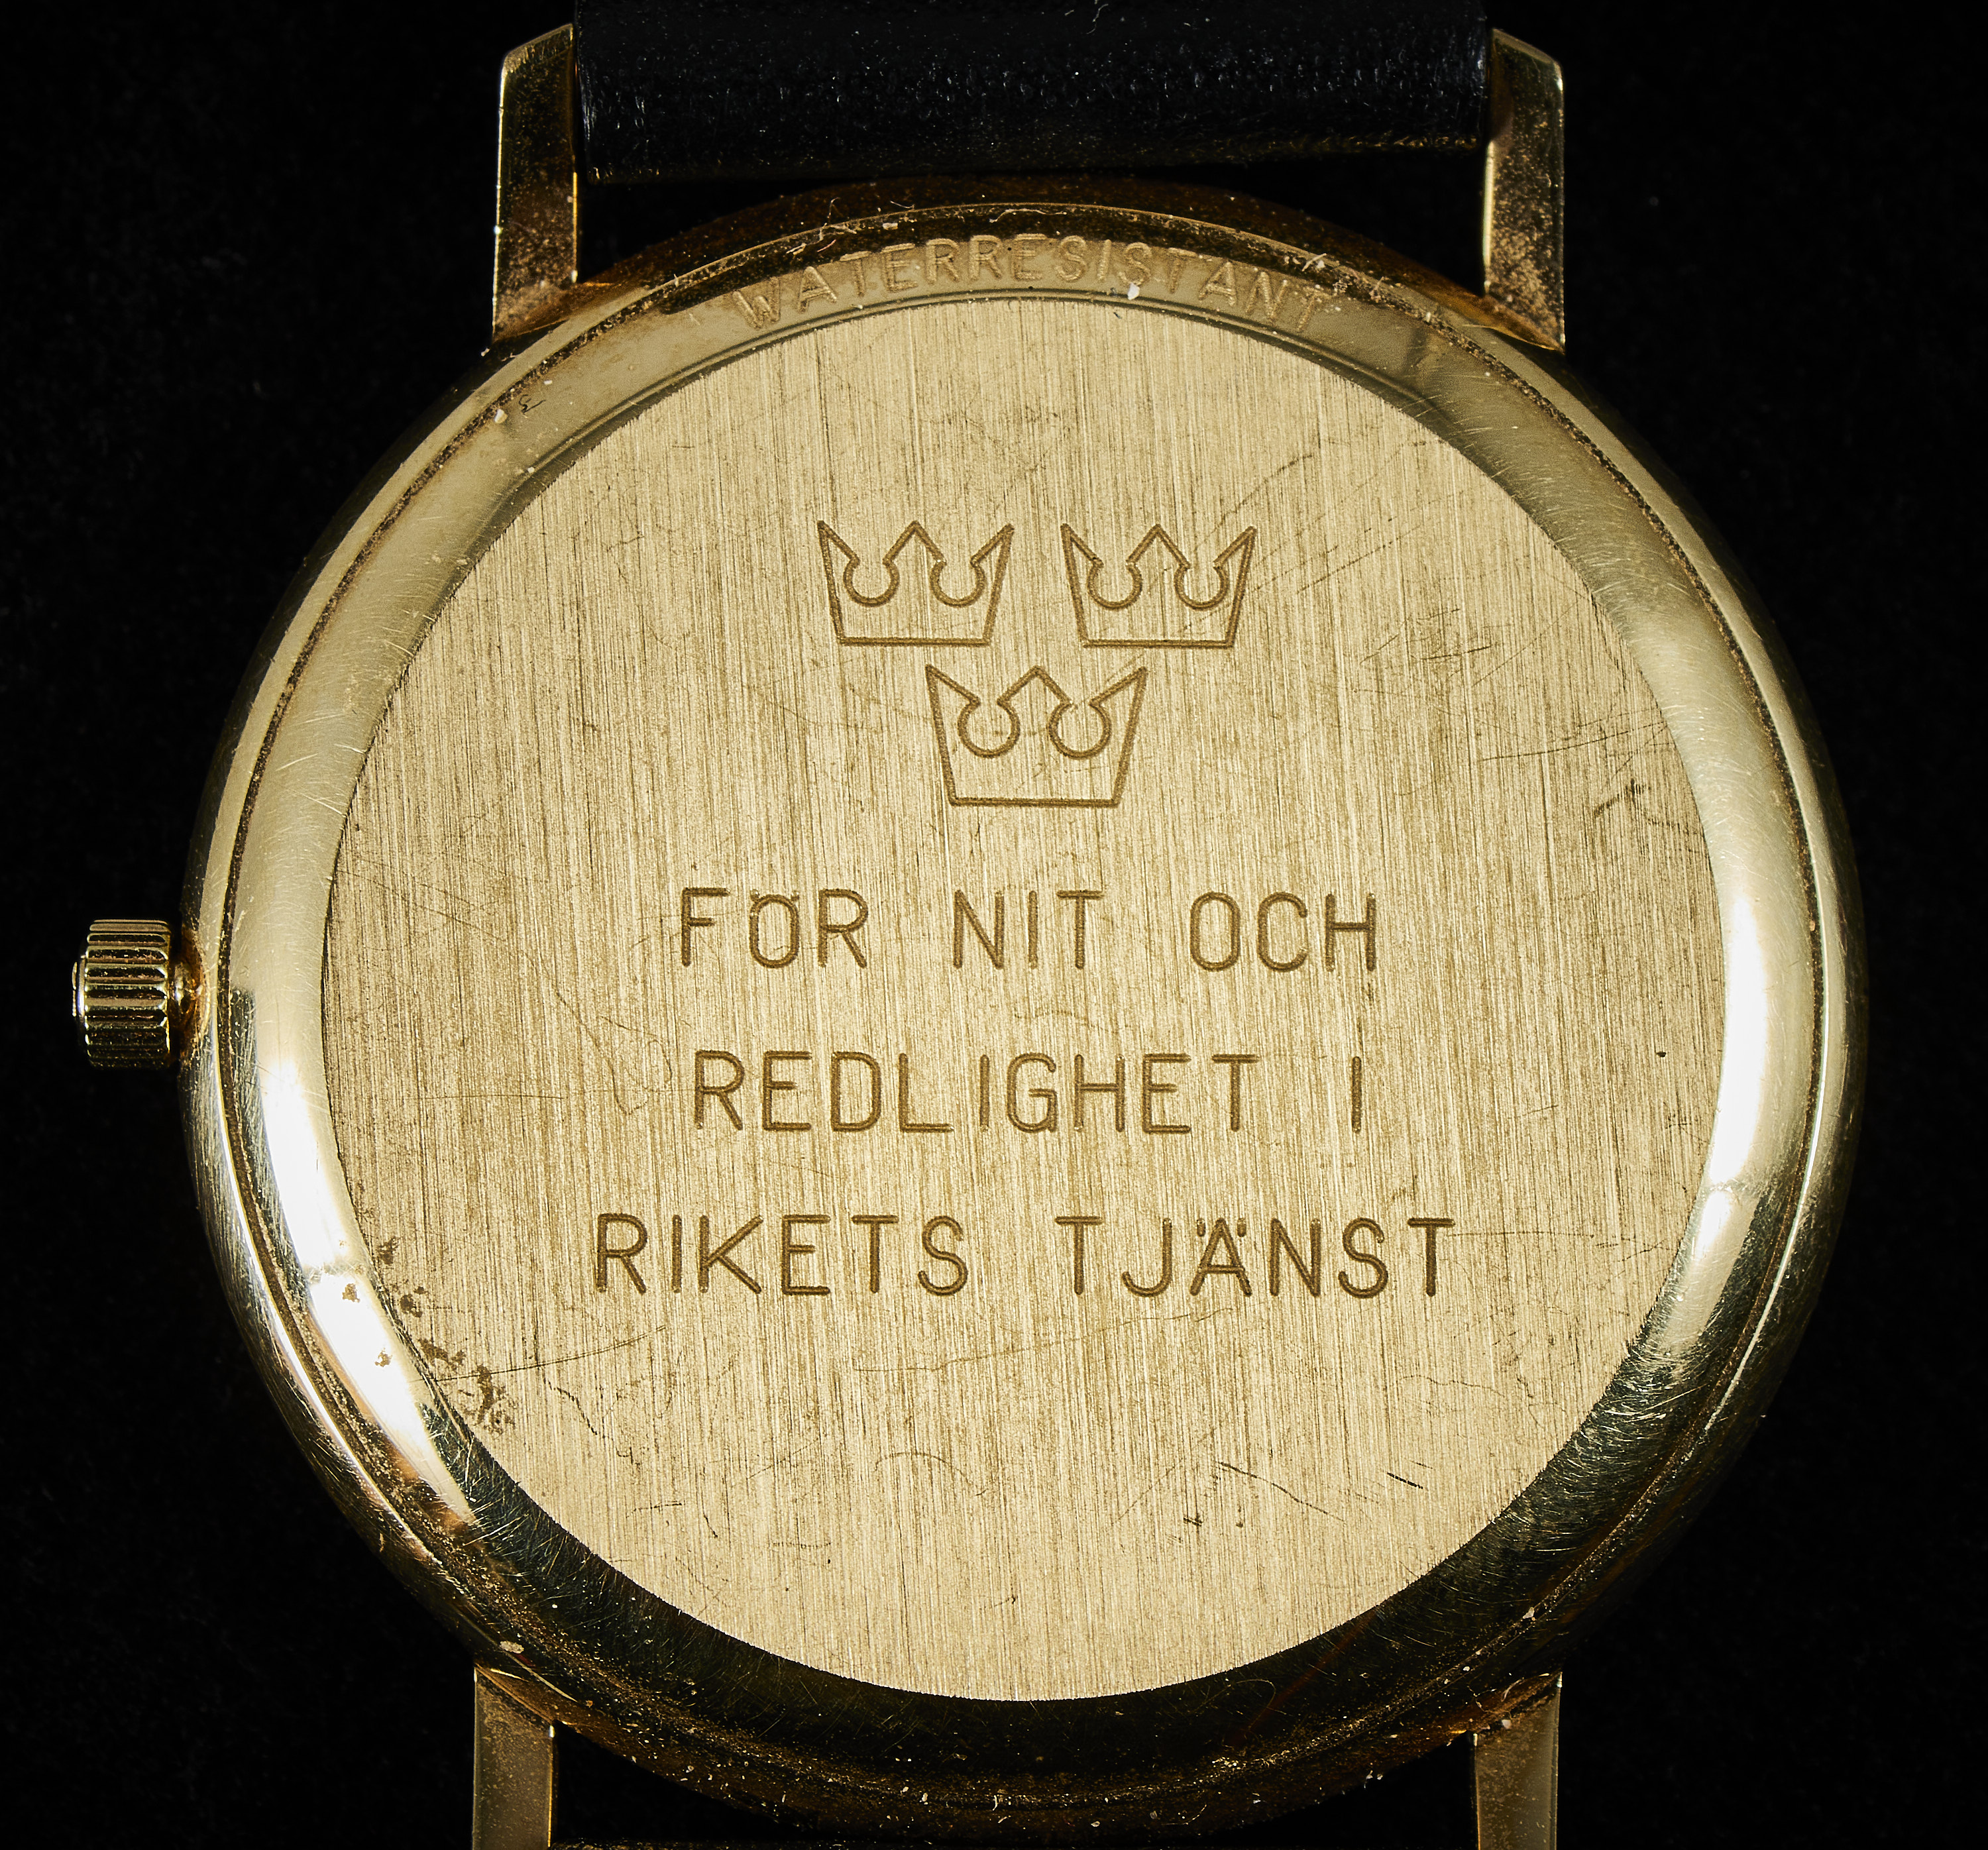 WATERRESISTANT
FÖR NIT OCH
REDLIGHET I
RIKETS TJÄNST